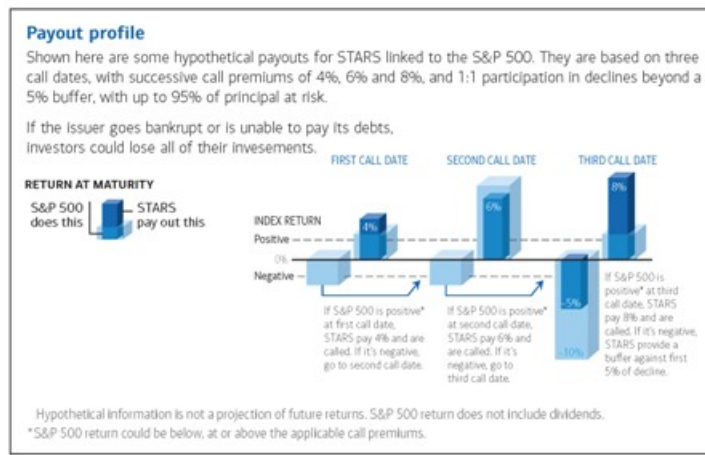 Payout profile
Shown here are some hypothetical payouts for STARS linked to the S&P 500. They are based on three
call dates, with successive call premiums of 4%, 6% and 8%, and 1:1 participation in declines beyond a
5% buffer, with up to 95% of principal at risk.
If the issuer goes bankrupt or is unable to pay its debts,
investors could lose all of their invesements.
FIRST CALL DATE
SECOND CALL DATE
THIRD CALL DATE
RETURN AT MATURITY
S&P 500
does this
STARS
pay out this
INDEX RETURN
Positive
0%
Negative
4%
6%
8%
-5%
-10%
If S&P 500 is positive*
at first call date,
STARS pay 4% and are
called. If it's negative,
go to second call date.
If S&P 500 is positive*
at second call date,
STARS pay 6% and
are called. If it's
negative, go to
third call date.
If S&P 500 is
positive* at third
call date, STARS
pay 8% and are
called. If it's negative,
STARS provide a
buffer against first
5% of decline.
Hypothetical information is not a projection of future returns. S&P 500 return does not include dividends.
*S&P 500 return could be below, at or above the applicable call premiums.